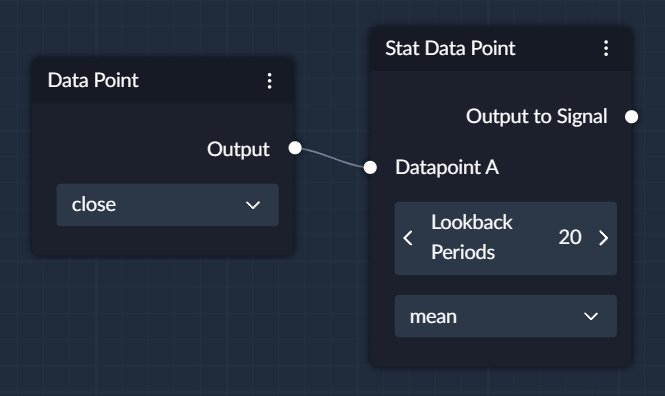 Data Point
Output
close
Stat Data Point
Output to Signal
Datapoint A
Lookback
Periods
20
mean